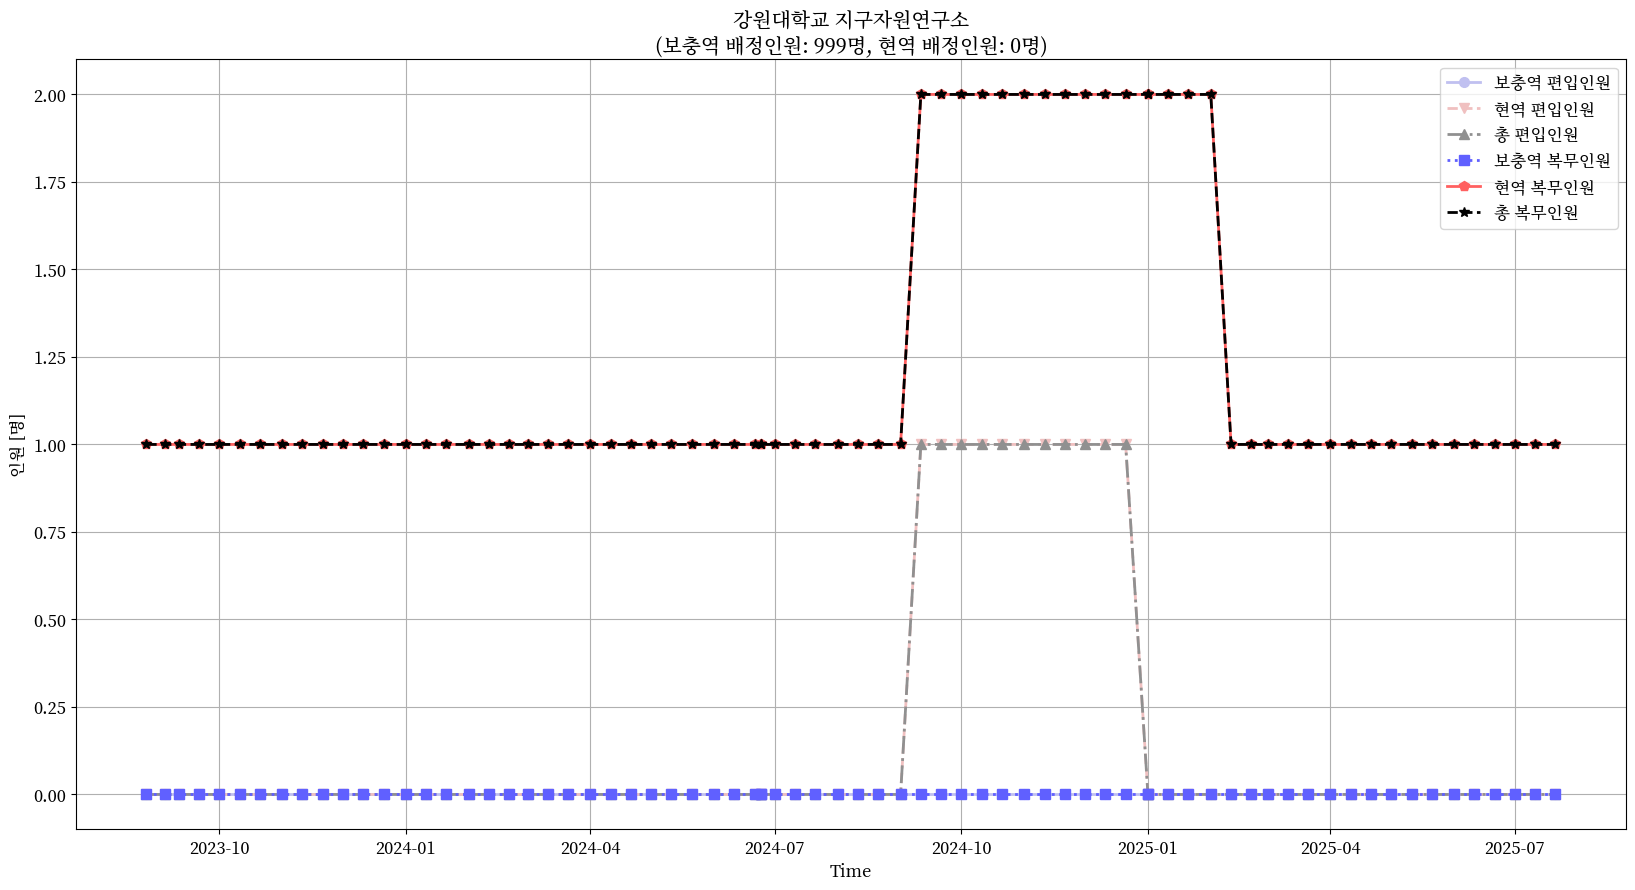 강원대학교 지구자원연구소
(보충역 배정인원: 999명, 현역 배정인원: 0명)
보충역 편입인원
현역 편입인원
총 편입인원
보충역 복무인원
현역 복무인원
총 복무인원
인원 [명]
2.00
1.75
1.50
1.25
1.00
0.75
0.50
0.25
0.00
2023-10
2024-01
2024-04
2024-07
2024-10
2025-01
2025-04
2025-07
Time